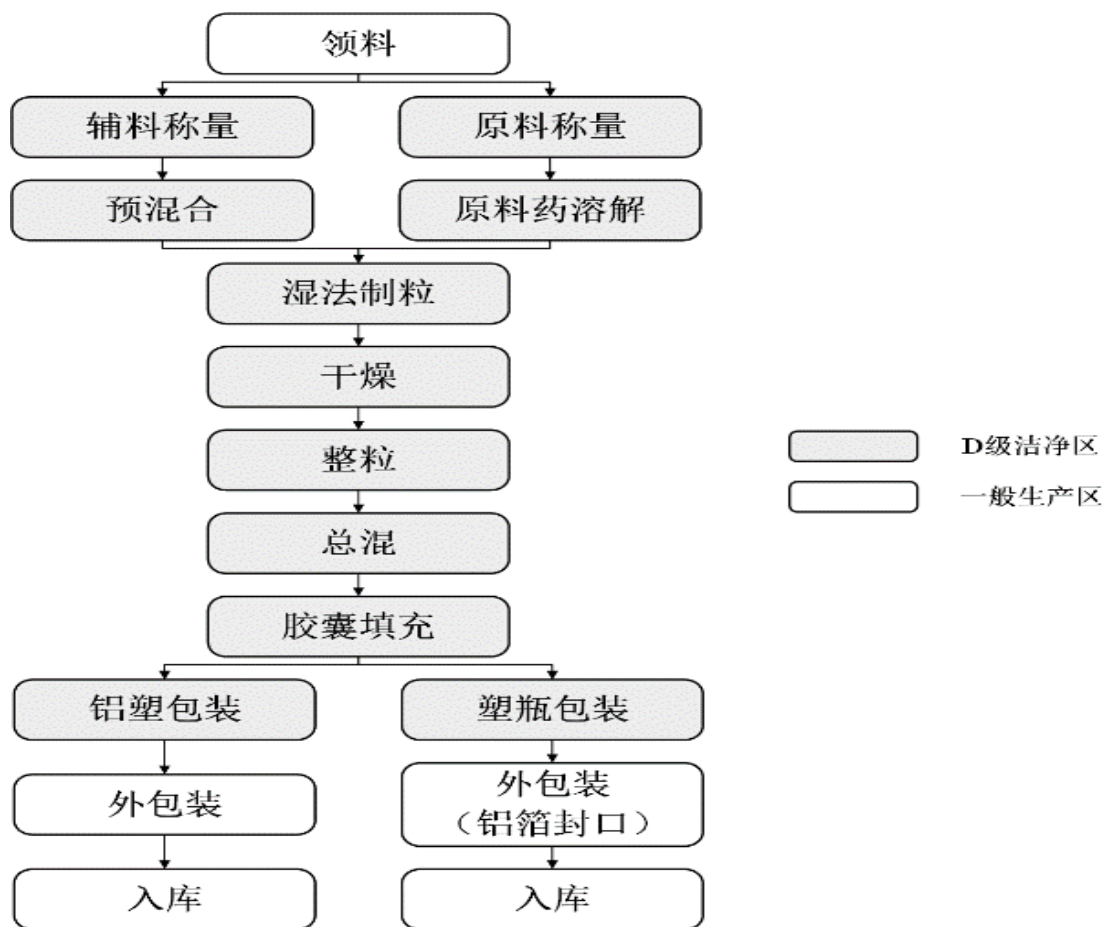 领料
辅料称量
原料称量
预混合
原料药溶解
湿法制粒
干燥
整粒
总混
胶囊填充
铝塑包装
塑瓶包装
外包装
外包装
（铝箔封口）
入库
入库
D级洁净区
一般生产区